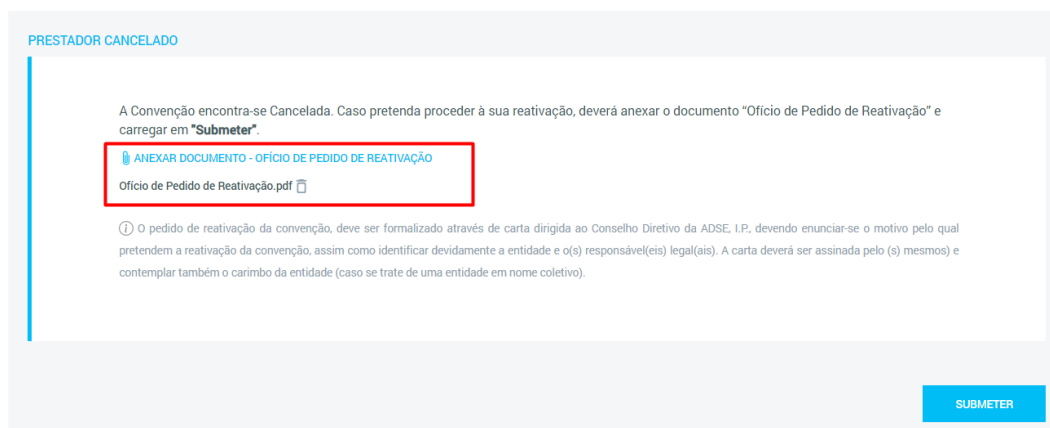 PRESTADOR CANCELADO
A Convenção encontra-se Cancelada. Caso pretenda proceder à sua reativação, deverá anexar o documento “Ofício de Pedido de Reativação” e
carregar em "Submeter".
ANEXAR DOCUMENTO - OFÍCIO DE PEDIDO DE REATIVAÇÃO
Ofício de Pedido de Reativação.pdf
O pedido de reativação da convenção, deve ser formalizado através de carta dirigida ao Conselho Diretivo da ADSE, I.P., devendo enunciar-se o motivo pelo qual
pretendem a reativação da convenção, assim como identificar devidamente a entidade e o(s) responsável(eis) legal(ais). A carta deverá ser assinada pelo (s) mesmos) e
contemplar também o carimbo da entidade (caso se trate de uma entidade em nome coletivo).
SUBMETER